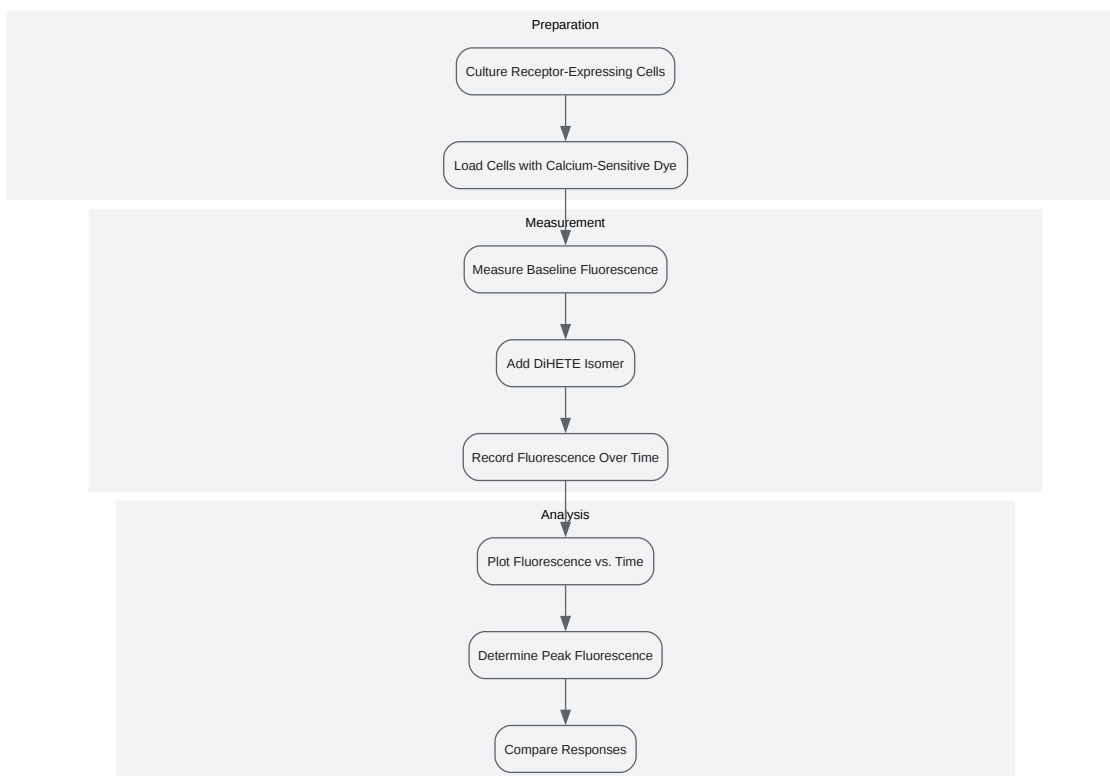 Preparation
Culture Receptor-Expressing Cells
Load Cells with Calcium-Sensitive Dye
Measurement
Measure Baseline Fluorescence
Add DiHETE Isomer
Record Fluorescence Over Time
Analysis
Plot Fluorescence vs. Time
Determine Peak Fluorescence
Compare Responses